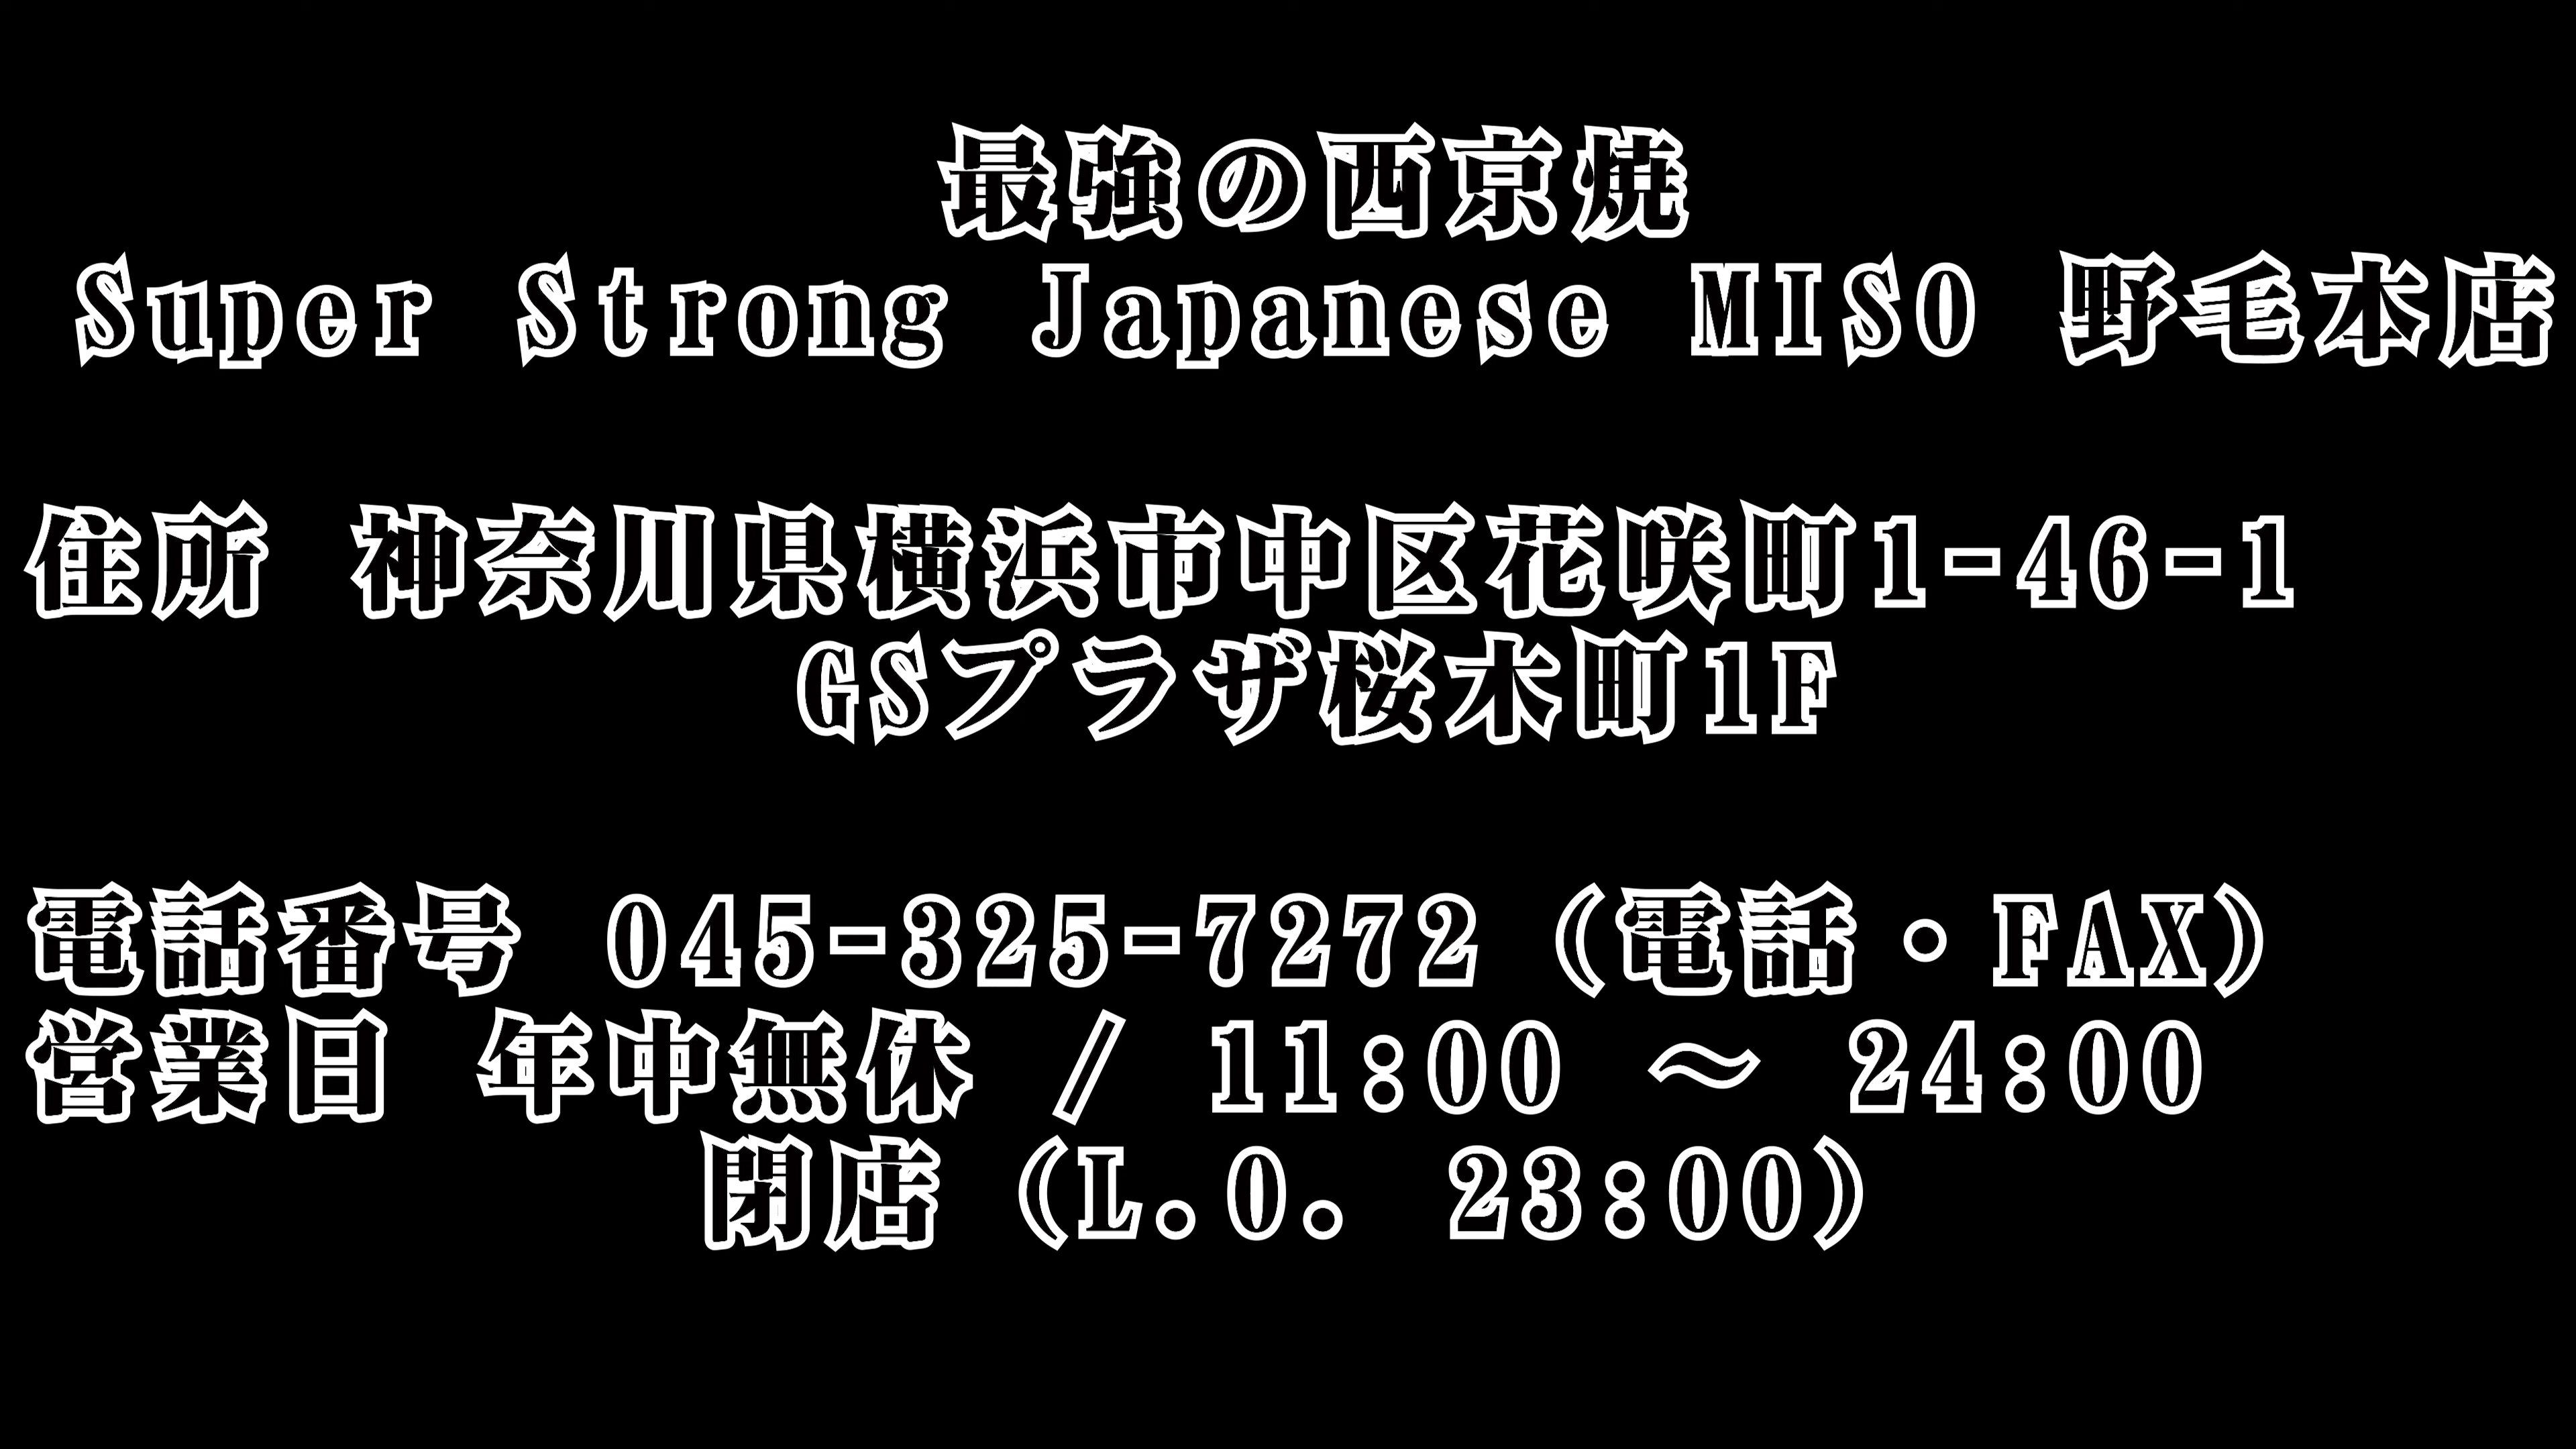 最強の西京焼
Super Strong Japanese MISO 野毛本店
住所 神奈川県横浜市中区花咲町1-46-1
GSプラザ桜木町1F
電話番号 045-325-7272 (電話・FAX)
営業日 年中無休 / 11:00 ～ 24:00
閉店 (L.O. 23:00)